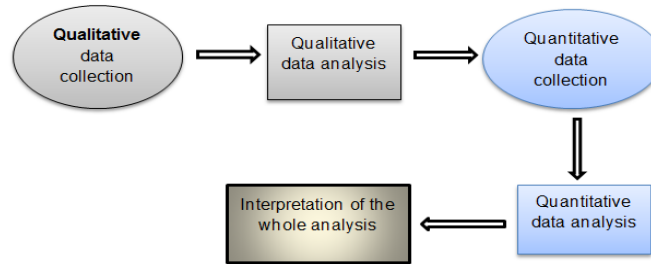 Qualitative
data
collection
Qualitative
data analysis
Quantitative
data
collection
Quantitative
data analysis
Interpretation of the
whole analysis